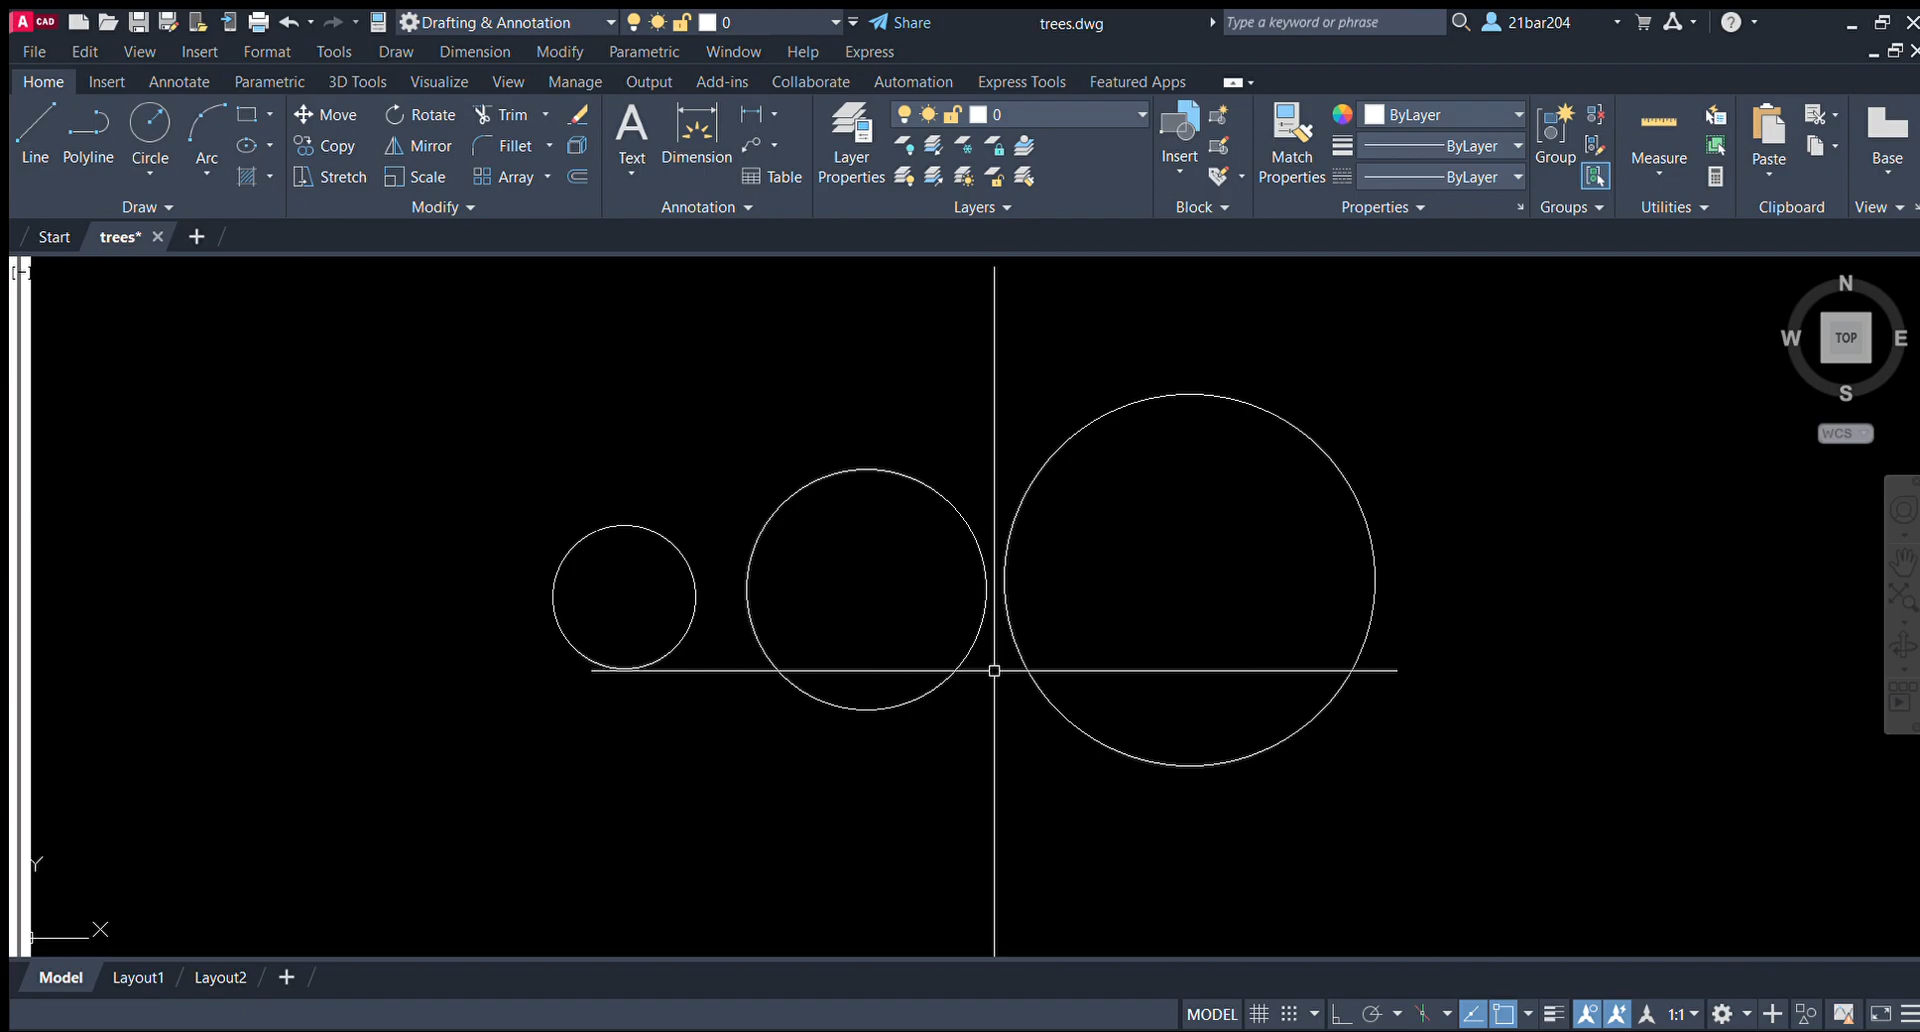 A CAD Drafting & Annotation 0 Share trees.dwg Type a keyword or phrase 21bar204 ?
File Edit View Insert Format Tools Draw Dimension Modify Parametric Window Help Express
Home Insert Annotate Parametric 3D Tools Visualize View Manage Output Add-ins Collaborate Automation Express Tools Featured Apps
Line Polyline Circle Arc
Move Rotate Trim
Copy Mirror Fillet
Stretch Scale Array
A Text Dimension Table
Layer Properties
0
Insert
Match Properties
ByLayer
ByLayer
ByLayer
Group Measure Paste Base
Draw Modify Annotation Layers Block Properties Groups Utilities Clipboard View
Start trees* +
[-]
N
W TOP E
S
WCS
Y
X
Model Layout1 Layout2 +
MODEL 1:1